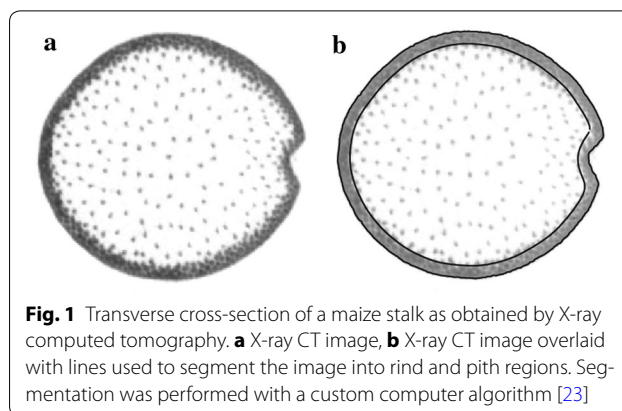 a
b
Fig. 1 Transverse cross-section of a maize stalk as obtained by X-ray
computed tomography. a X-ray CT image, b X-ray CT image overlaid
with lines used to segment the image into rind and pith regions. Seg-
mentation was performed with a custom computer algorithm [23]